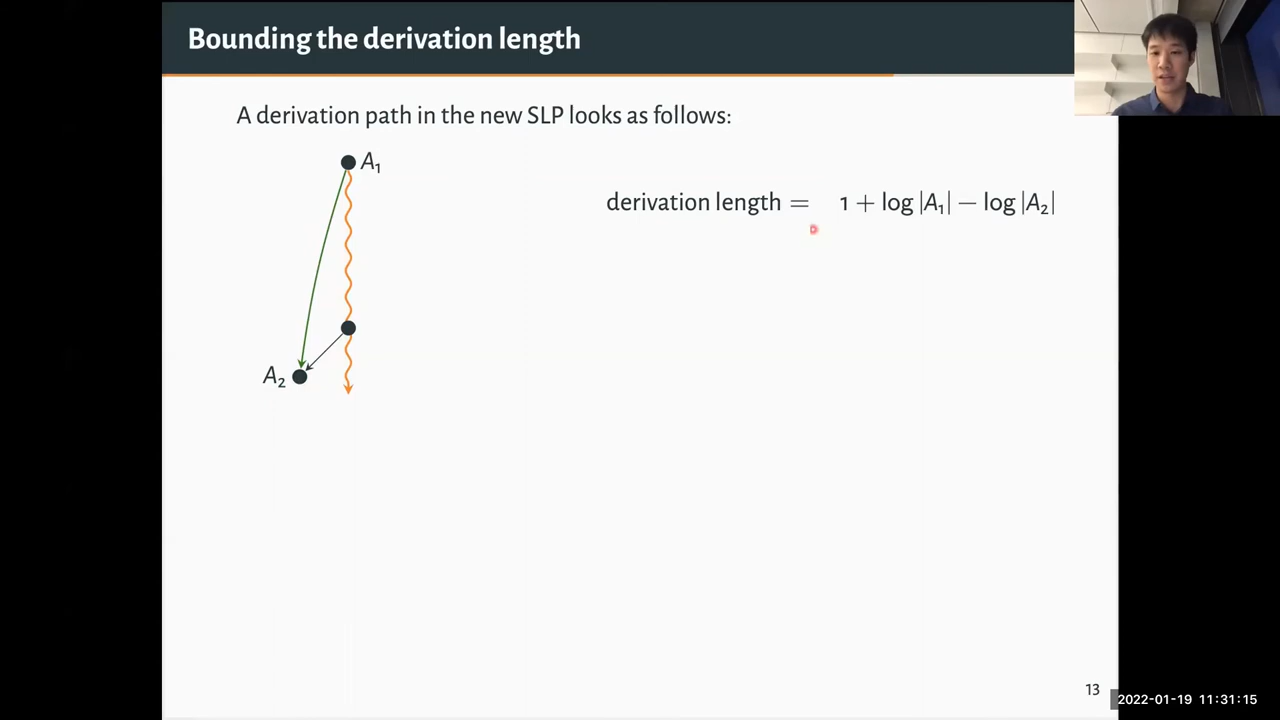 Bounding the derivation length
A derivation path in the new SLP looks as follows:
A₁
derivation length = 1 + log |A₁| − log |A₂|
A₂
13
2022-01-19 11:31:15